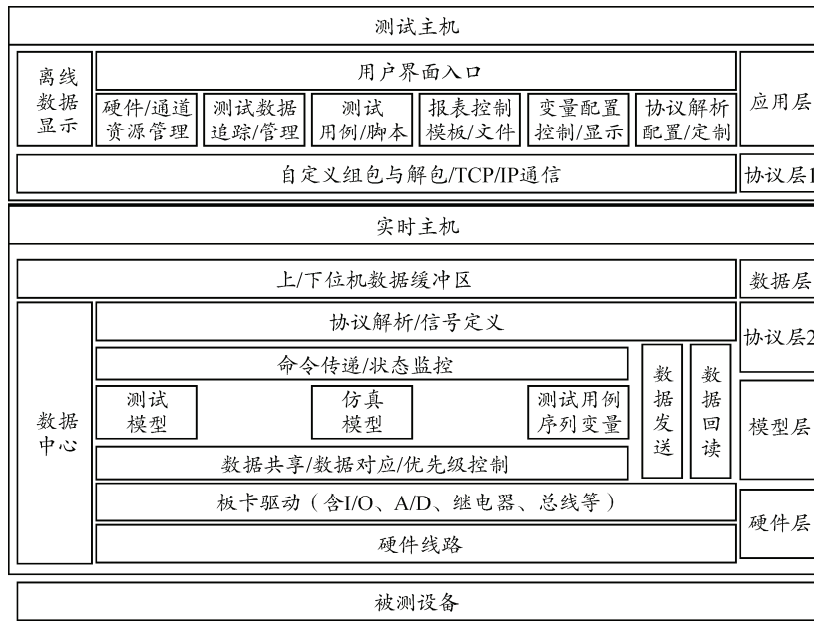 测试主机
离线
数据
显示
用户界面入口
硬件/通道
资源管理
测试数据
追踪/管理
测试
用例/脚本
报表控制
模板/文件
变量配置
控制/显示
协议解析
配置/定制
应用层
自定义组包与解包/TCP/IP通信
协议层1
实时主机
上/下位机数据缓冲区
数据层
数据
中心
协议解析/信号定义
协议层2
命令传递/状态监控
测试
模型
仿真
模型
测试用例
序列变量
数据共享/数据对应/优先级控制
数
据
发
送
数
据
回
读
模型层
板卡驱动（含I/O、A/D、继电器、总线等）
硬件线路
硬件层
被测设备